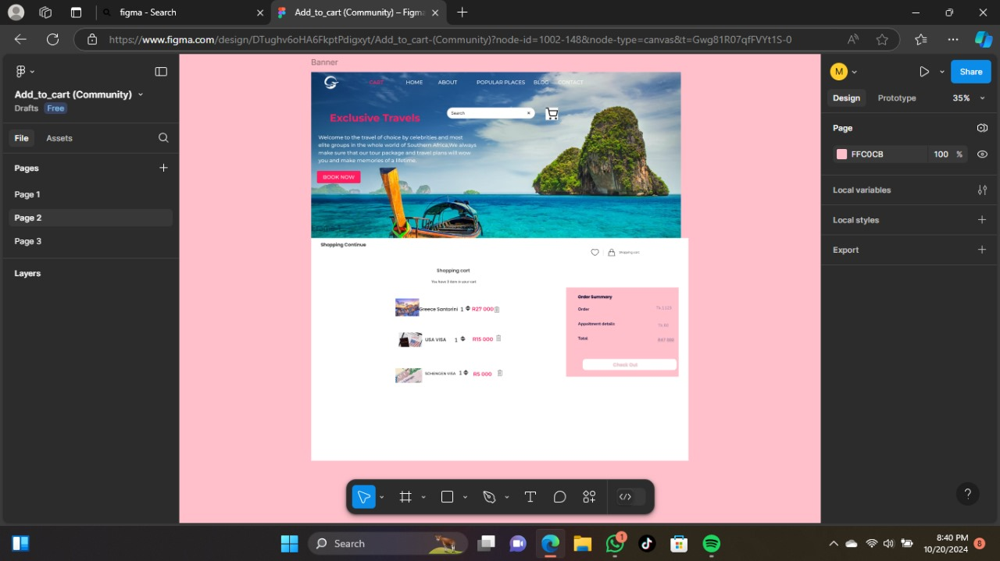 figma - Search
Add_to_cart (Community) – Figma
https://www.figma.com/design/DTughv6oHA6FkptPdigxy/Add_to_cart (Community)?node-id=1002-148&node-type=canvas&t=Gwg81R07qfFVYt1S-0
Add_to_cart (Community)
Drafts Free
File Assets
Pages
Page 1
Page 2
Page 3
Layers
Banner
CART HOME ABOUT POPULAR PLACES BLOG CONTACT
Search
Exclusive Travels
Welcome to the travel of choice by celebrities and most
elite groups in the whole world of Southern Africa,We always
make sure that our tour package and travel plans will wow
you and make memories of a lifetime.
BOOK NOW
Shopping Continue
Shopping cart
Shopping cart
You have 3 item in your cart
Greece Santorini 1 R27 000
USA VISA 1 R15 000
SCHENGEN VISA 1 R5 000
Order Summary
Order
Appoitment details
Total
R47 000
Check Out
M
Share
Design Prototype 35%
Page
Local variables
Local styles
Export
?
Search
1
8:40 PM
10/20/2024
8